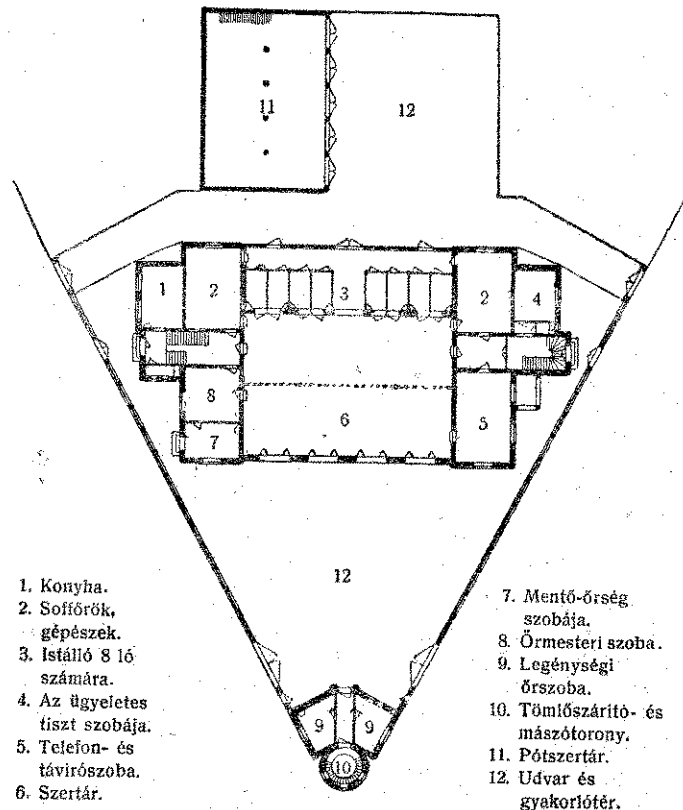 11
12
1
2
3
2
4
8
6
5
7
12
9
9
10
1. Konyha.
2. Soffőrök,
gépészek.
3. Istálló 8 ló
számára.
4. Az ügyeletes
tiszt szobája.
5. Telefon- és
távirószoba.
6. Szertár.
7. Mentő-őrség
szobája.
8. Őrmesteri szoba.
9. Legénységi
őrszoba.
10. Tömlőszárító- és
mászótorony.
11. Pótszertár.
12. Udvar és
gyakorlótér.